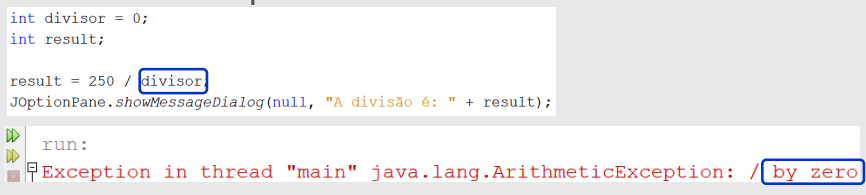 int divisor = 0;
int result;
result = 250 / divisor;
JOptionPane.showMessageDialog(null, "A divisão é: " + result);
run:
Exception in thread "main" java.lang.ArithmeticException: / by zero